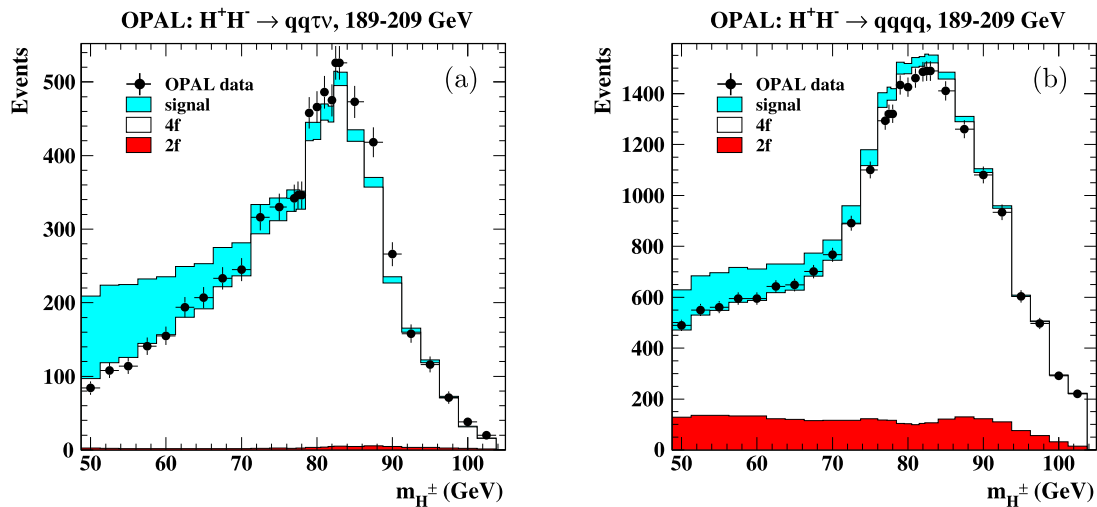 OPAL: H⁺H⁻ → qqτν, 189-209 GeV
Events
(a)
OPAL data
signal
4f
2f
500
400
300
200
100
0
50 60 70 80 90 100
m_H± (GeV)
OPAL: H⁺H⁻ → qqqq, 189-209 GeV
Events
(b)
OPAL data
signal
4f
2f
1400
1200
1000
800
600
400
200
0
50 60 70 80 90 100
m_H± (GeV)